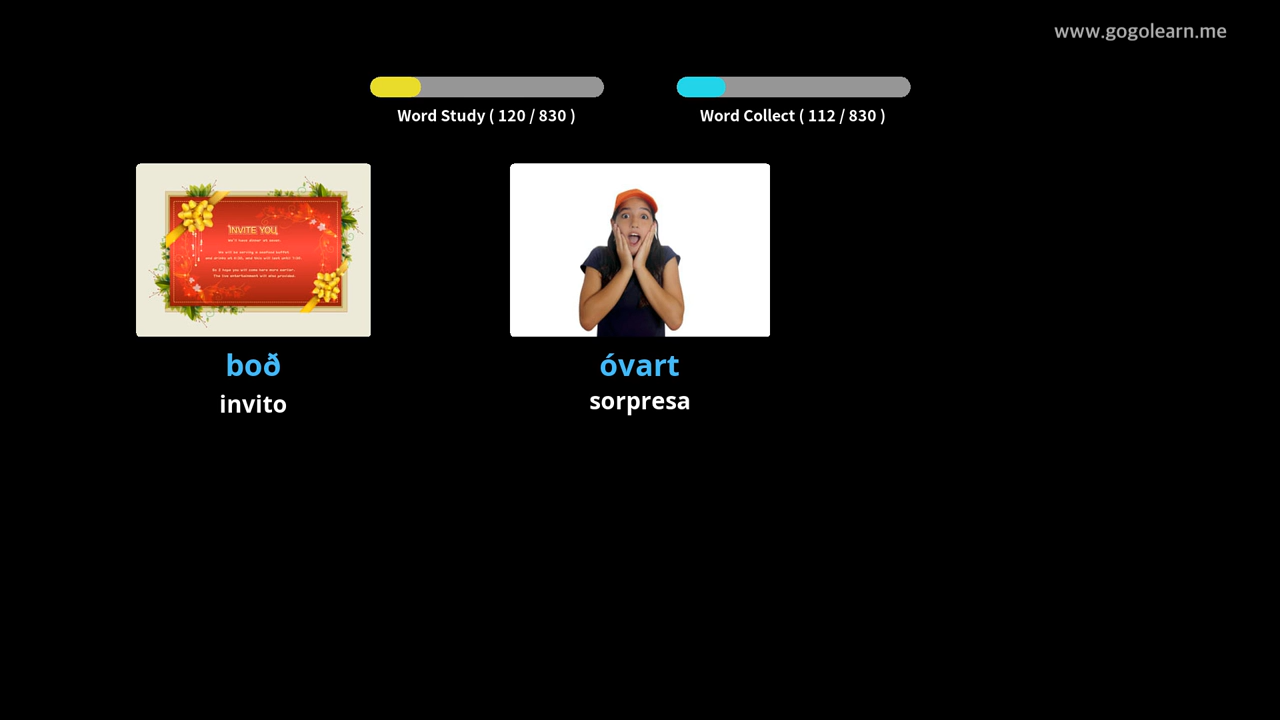 www.gogolearn.me
Word Study ( 120 / 830 )
Word Collect ( 112 / 830 )
INVITE YOU
boð
invito
óvart
sorpresa